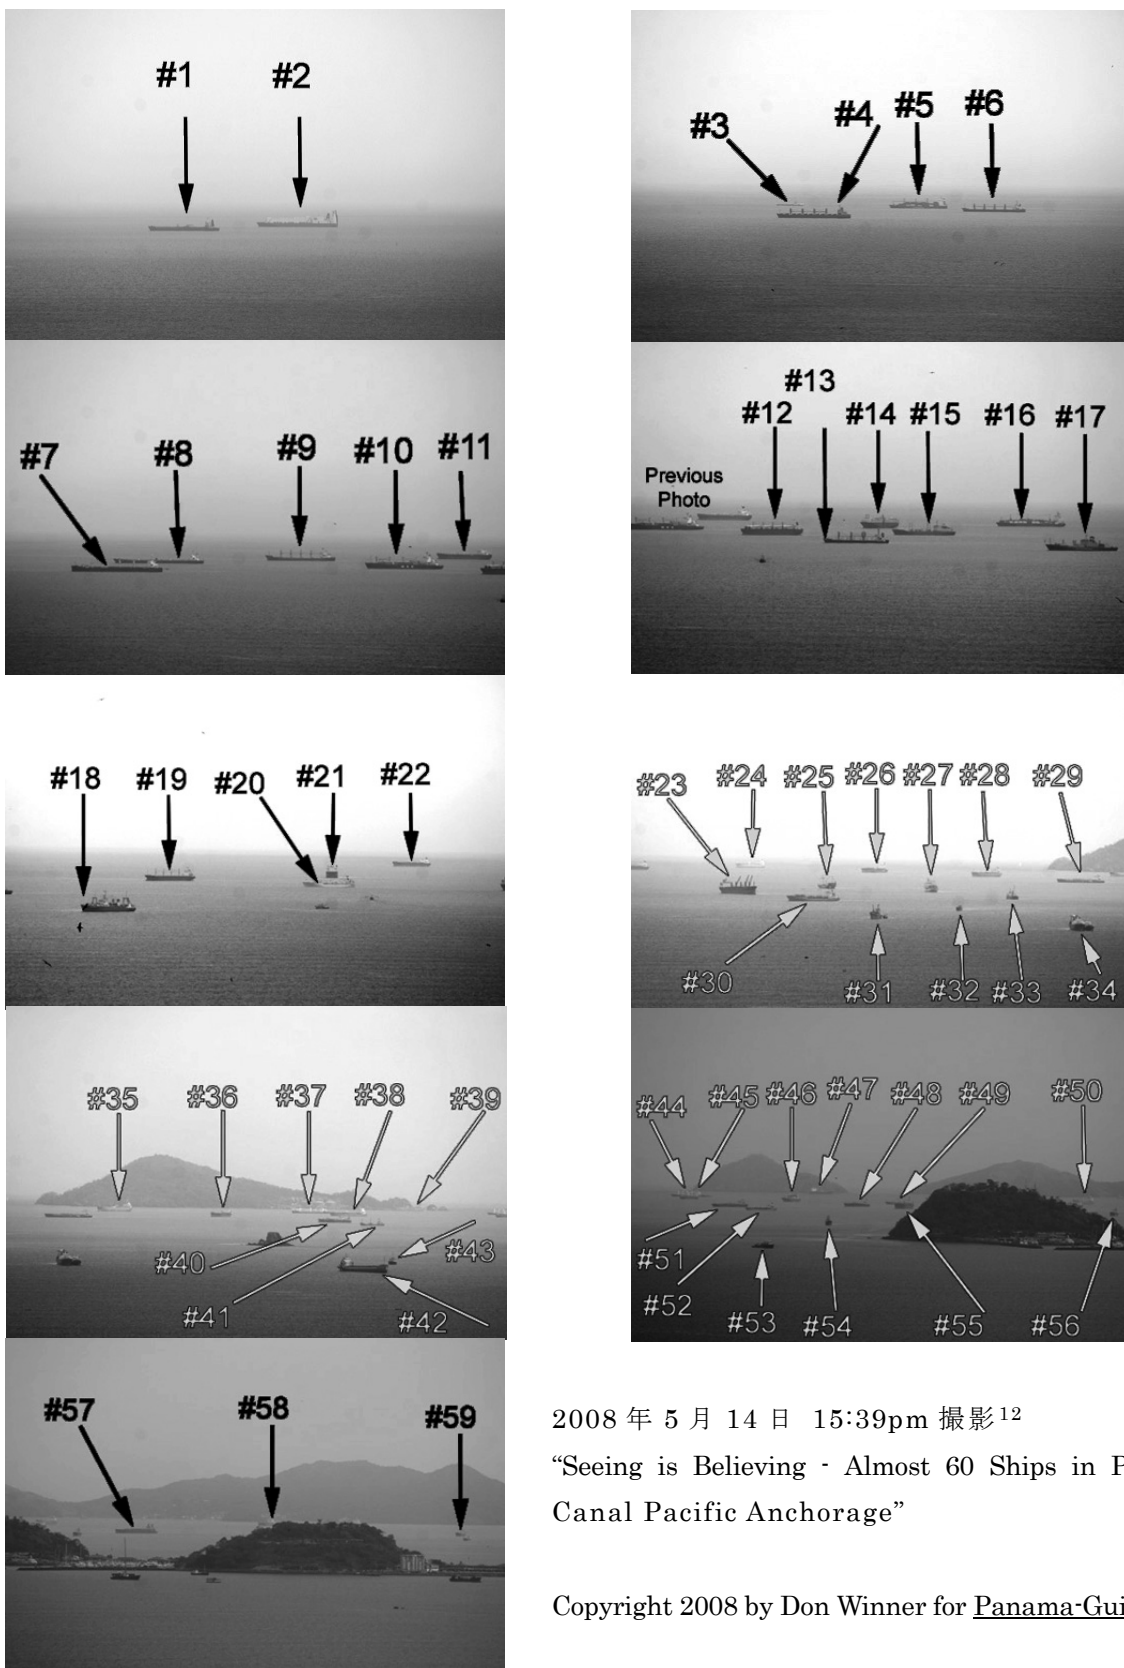 #1 #2
#3 #4 #5 #6
#7 #8 #9 #10 #11
#13
#12 #14 #15 #16 #17
Previous
Photo
#18 #19 #20 #21 #22
#23 #24 #25 #26 #27 #28 #29
#30 #31 #32 #33 #34
#35 #36 #37 #38 #39
#40 #43
#41 #42
#44 #45 #46 #47 #48 #49 #50
#51
#52 #53 #54 #55 #56
#57 #58 #59
2008 年 5 月 14 日 15:39pm 撮影12
“Seeing is Believing - Almost 60 Ships in
Canal Pacific Anchorage”
Copyright 2008 by Don Winner for